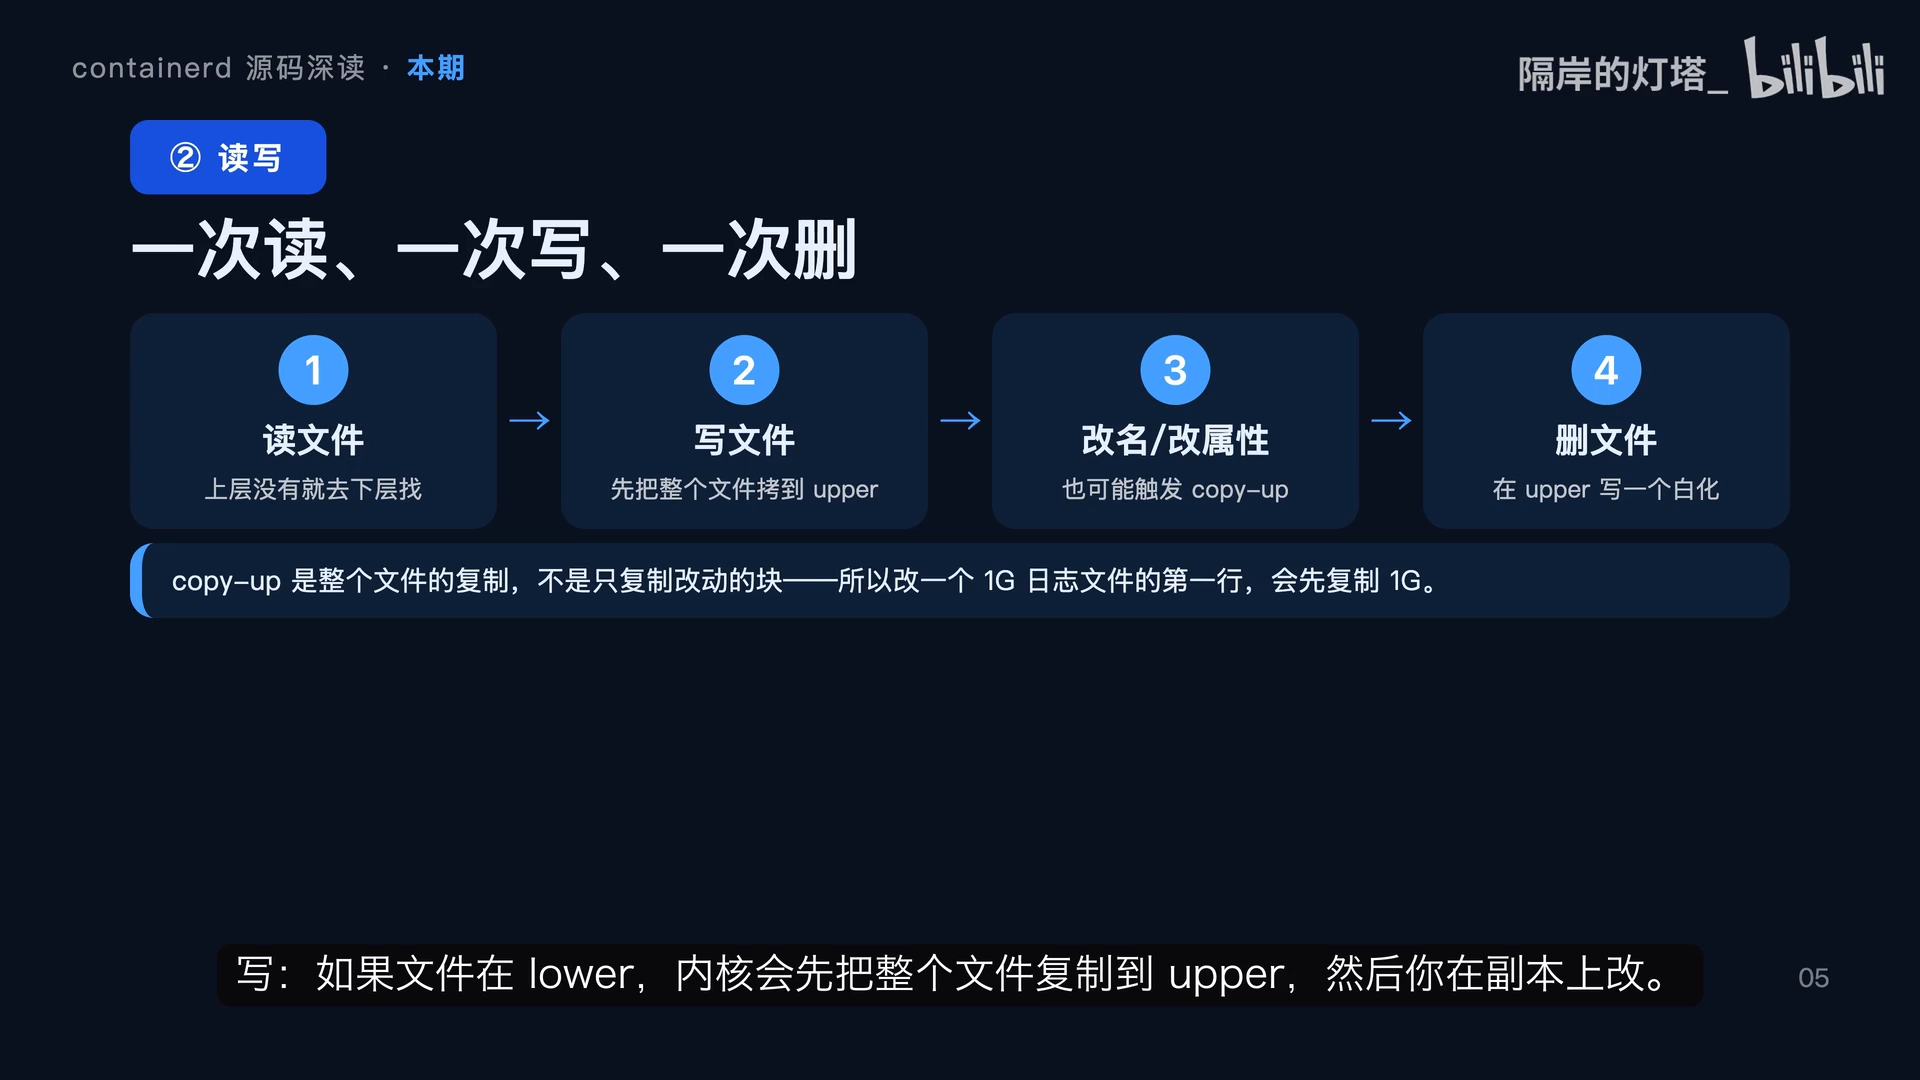 containerd 源码深读 · 本期
隔岸的灯塔_ bilibili
② 读写
一次读、一次写、一次删
1
读文件
上层没有就去下层找
→
2
写文件
先把整个文件拷到 upper
→
3
改名/改属性
也可能触发 copy-up
→
4
删文件
在 upper 写一个白化
copy-up 是整个文件的复制，不是只复制改动的块——所以改一个 1G 日志文件的第一行，会先复制 1G。
写：如果文件在 lower，内核会先把整个文件复制到 upper，然后你在副本上改。
05